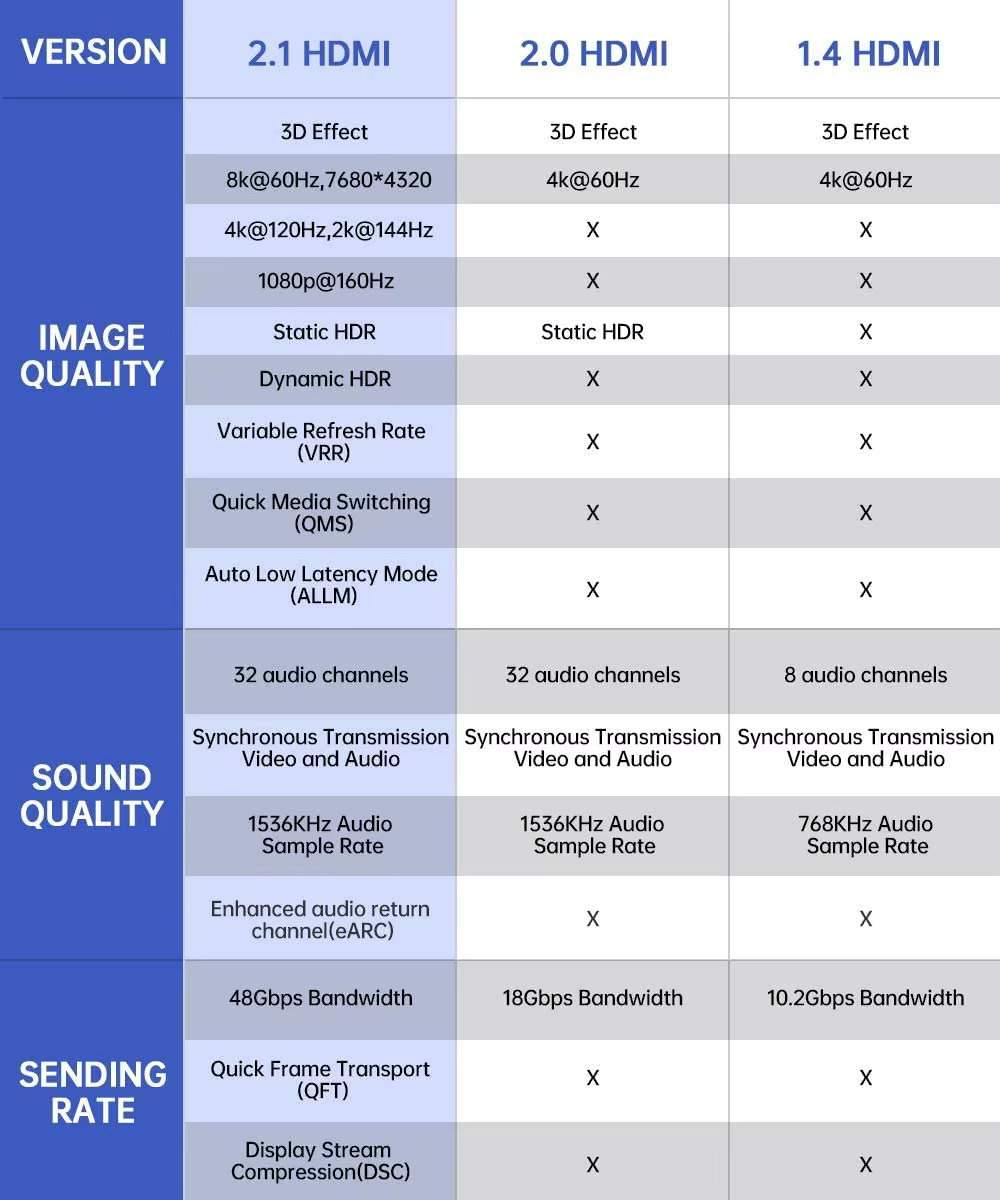 VERSION
2.1 HDMI
2.0 HDMI
1.4 HDMI
IMAGE
QUALITY
3D Effect
3D Effect
3D Effect
8k@60Hz,7680*4320
4k@60Hz
4k@60Hz
4k@120Hz,2k@144Hz
X
X
1080p@160Hz
X
X
Static HDR
Static HDR
X
Dynamic HDR
X
X
Variable Refresh Rate
(VRR)
X
X
Quick Media Switching
(QMS)
X
X
Auto Low Latency Mode
(ALLM)
X
X
SOUND
QUALITY
32 audio channels
32 audio channels
8 audio channels
Synchronous Transmission
Video and Audio
Synchronous Transmission
Video and Audio
Synchronous Transmission
Video and Audio
1536KHz Audio
Sample Rate
1536KHz Audio
Sample Rate
768KHz Audio
Sample Rate
Enhanced audio return
channel(eARC)
X
X
SENDING
RATE
48Gbps Bandwidth
18Gbps Bandwidth
10.2Gbps Bandwidth
Quick Frame Transport
(QFT)
X
X
Display Stream
Compression(DSC)
X
X